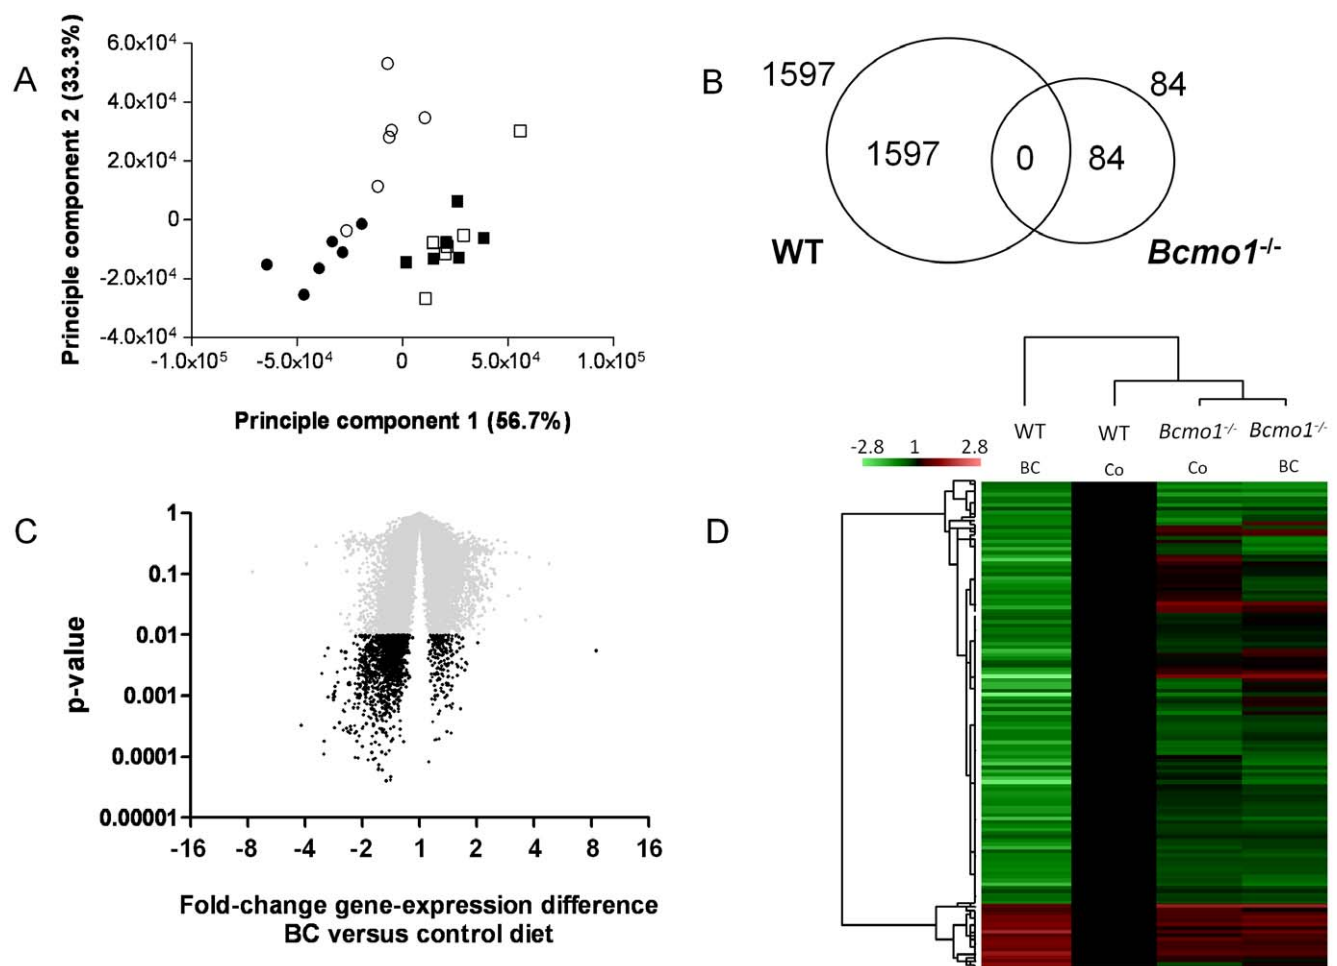 A
Principle component 2 (33.3%)
6.0x10⁴
4.0x10⁴
2.0x10⁴
0
-2.0x10⁴
-4.0x10⁴
-1.0x10⁵ -5.0x10⁴ 0 5.0x10⁴ 1.0x10⁵
Principle component 1 (56.7%)
B
1597
84
1597 0 84
WT Bcmo1-/-
C
p-value
1
0.1
0.01
0.001
0.0001
0.00001
-16 -8 -4 -2 1 2 4 8 16
Fold-change gene-expression difference
BC versus control diet
D
-2.8 1 2.8
WT WT Bcmo1-/- Bcmo1-/-
BC Co Co BC